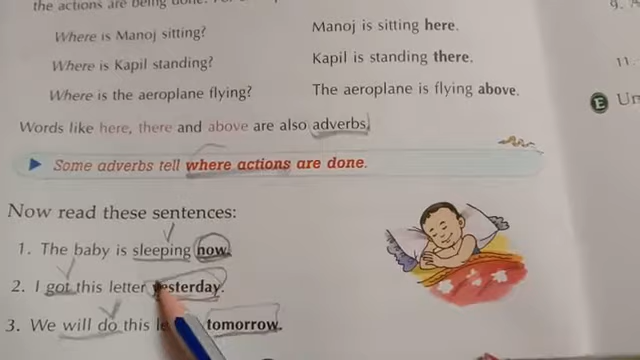 the actions are being done.
Where is Manoj sitting? Manoj is sitting here.
Where is Kapil standing? Kapil is standing there.
Where is the aeroplane flying? The aeroplane is flying above.
Words like here, there and above are also adverbs.
Some adverbs tell where actions are done.
Now read these sentences:
1. The baby is sleeping now.
2. I got this letter yesterday.
3. We will do this tomorrow.
9.
11.
E